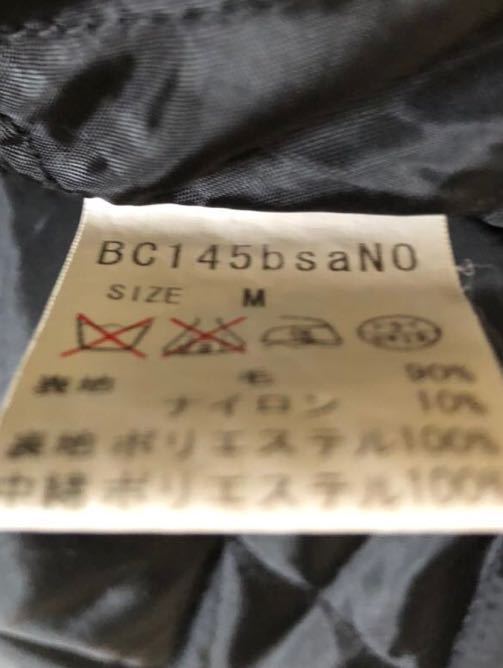 BC145bsaN0
SIZE M
表地 毛 90%
ナイロン 10%
裏地 ポリエステル100%
中綿 ポリエステル100%